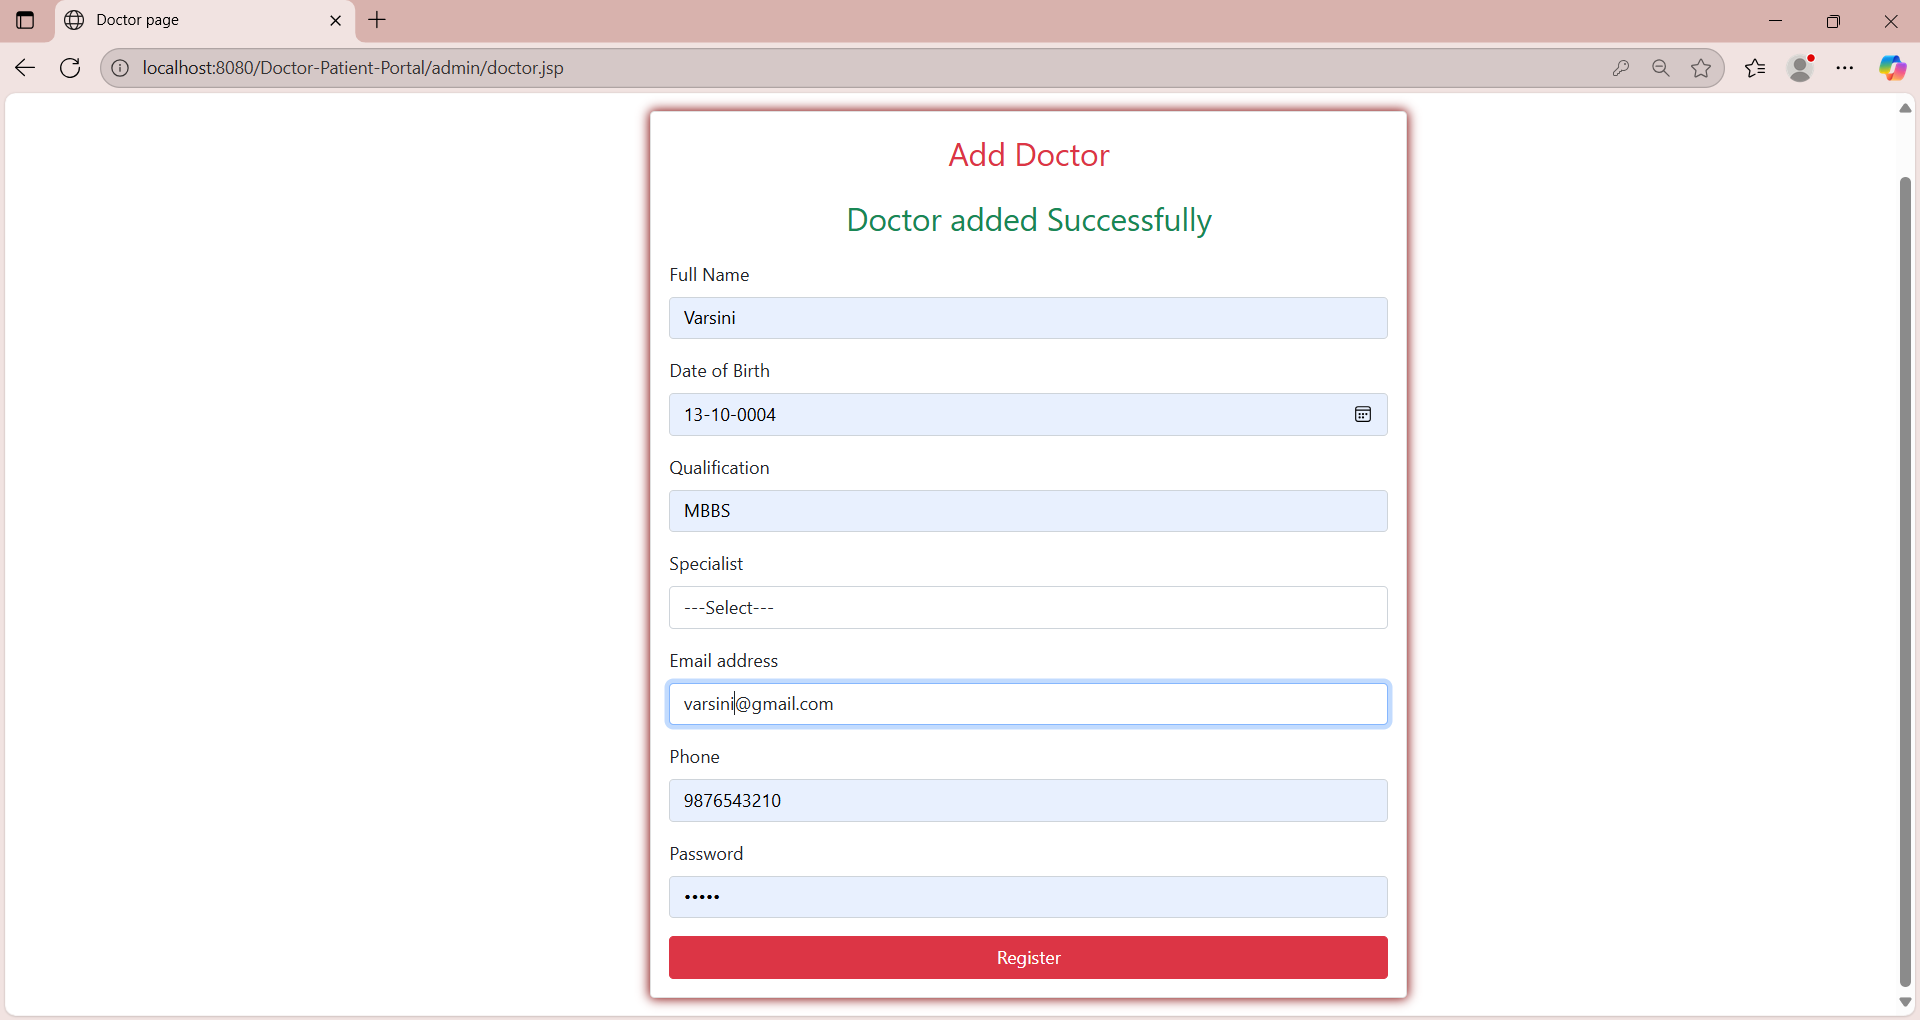 Doctor page
localhost:8080/Doctor-Patient-Portal/admin/doctor.jsp
Add Doctor
Doctor added Successfully
Full Name
Varsini
Date of Birth
13-10-0004
Qualification
MBBS
Specialist
---Select---
Email address
varsini@gmail.com
Phone
9876543210
Password
•••••
Register